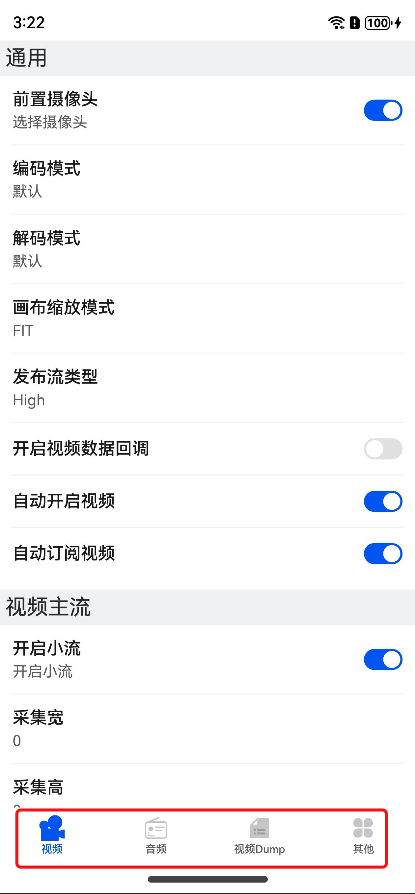 3:22
100
通用
前置摄像头
选择摄像头
编码模式
默认
解码模式
默认
画布缩放模式
FIT
发布流类型
High
开启视频数据回调
自动开启视频
自动订阅视频
视频主流
开启小流
开启小流
采集宽
0
采集高
视频 音频 视频Dump 其他